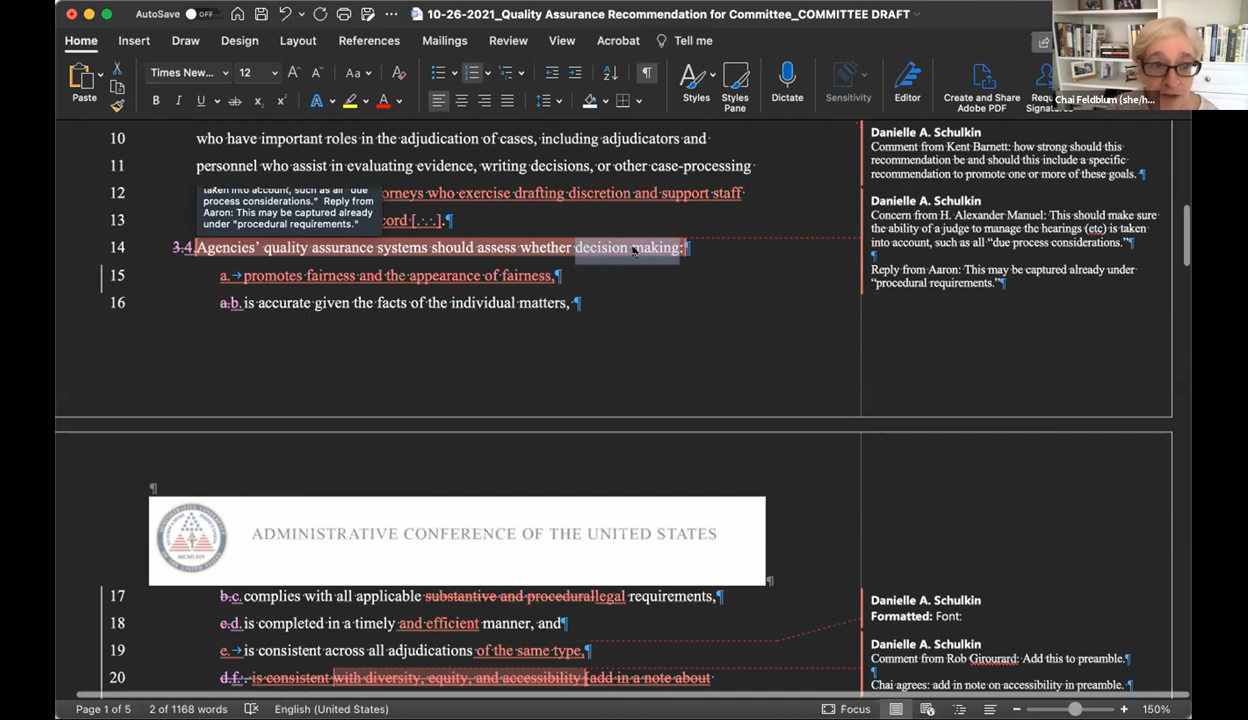 AutoSave OFF 10-26-2021_Quality Assurance Recommendation for Committee_COMMITTEE DRAFT
Home Insert Draw Design Layout References Mailings Review View Acrobat Tell me
Chai Feldblum (she/h...
Paste Times New... 12 Styles Styles Pane Dictate Sensitivity Editor Create and Share Adobe PDF Requ Signatures
10 who have important roles in the adjudication of cases, including adjudicators and
11 personnel who assist in evaluating evidence, writing decisions, or other case-processing
12 orneys who exercise drafting discretion and support staff
taken into account, such as all "due
process considerations." Reply from
Aaron: This may be captured already
under "procedural requirements."
13 cord [. . .].
14 3.4. Agencies' quality assurance systems should assess whether decision making:
15 a. promotes fairness and the appearance of fairness,
16 a.b. is accurate given the facts of the individual matters,
Danielle A. Schulkin
Comment from Kent Barnett: how strong should this
recommendation be and should this include a specific
recommendation to promote one or more of these goals.
Danielle A. Schulkin
Concern from H. Alexander Manuel: This should make sure
the ability of a judge to manage the hearings (etc) is taken
into account, such as all "due process considerations."
Reply from Aaron: This may be captured already under
"procedural requirements."
ADMINISTRATIVE CONFERENCE OF THE UNITED STATES
17 b.c. complies with all applicable substantive and procedurallegal requirements,
18 c.d. is completed in a timely and efficient manner, and
19 e. is consistent across all adjudications of the same type,
20 d.f. . is consistent with diversity, equity, and accessibility [add in a note about
Danielle A. Schulkin
Formatted: Font:
Danielle A. Schulkin
Comment from Rob Girouard: Add this to preamble.
Chai agrees: add in note on accessibility in preamble.
Page 1 of 5 2 of 1168 words English (United States) Focus 150%